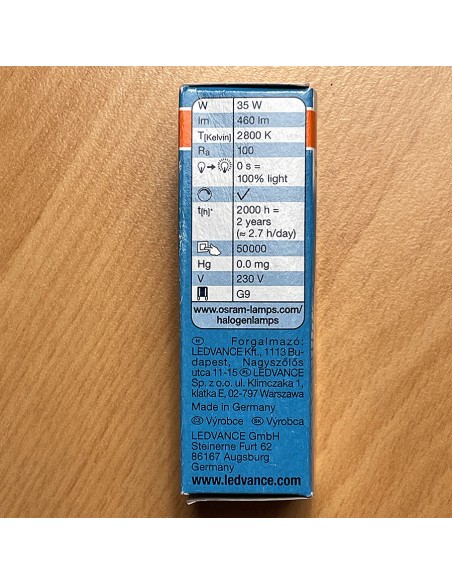 W 35 W
lm 460 lm
T[Kelvin] 2800 K
Ra 100
0 s =
100% light
t[h]* 2000 h =
2 years
(≈ 2.7 h/day)
50000
Hg 0.0 mg
V 230 V
G9
www.osram-lamps.com/
halogenlamps
H Forgalmazó:
LEDVANCE Kft., 1113 Bu-
dapest, Nagyszőlős
utca 11-15 PL LEDVANCE
Sp. z o.o. ul. Klimczaka 1,
klatka E, 02-797 Warszawa
Made in Germany
CZ Výrobce SK Výrobca
LEDVANCE GmbH
Steinerne Furt 62
86167 Augsburg
Germany
www.ledvance.com